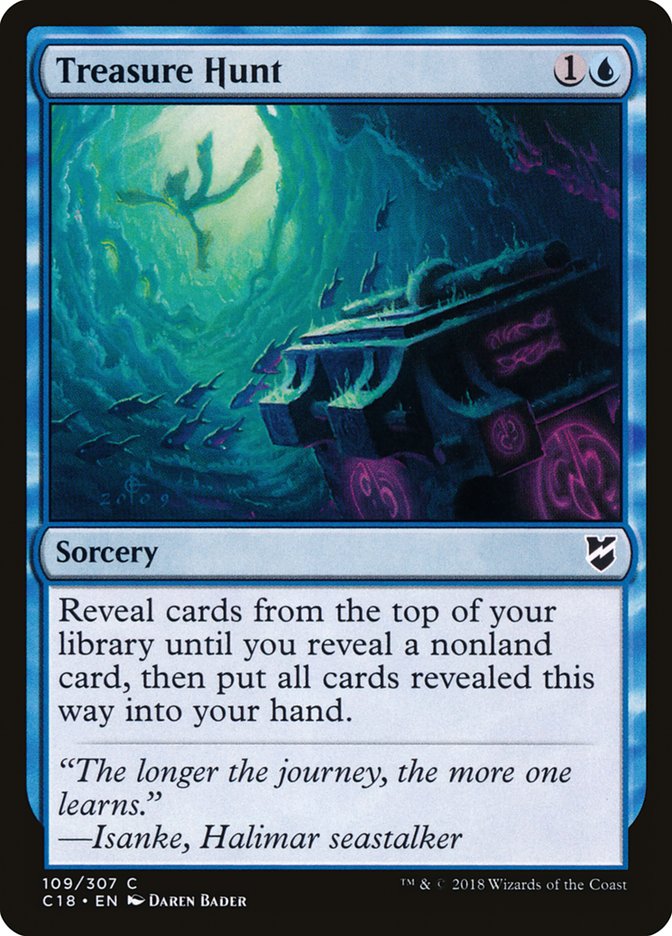 Treasure Hunt
1
2009
Sorcery
Reveal cards from the top of your
library until you reveal a nonland
card, then put all cards revealed this
way into your hand.
“The longer the journey, the more one
learns.”
—Isanke, Halimar seastalker
109/307 C
™ & © 2018 Wizards of the Coast
C18 • EN Daren Bader